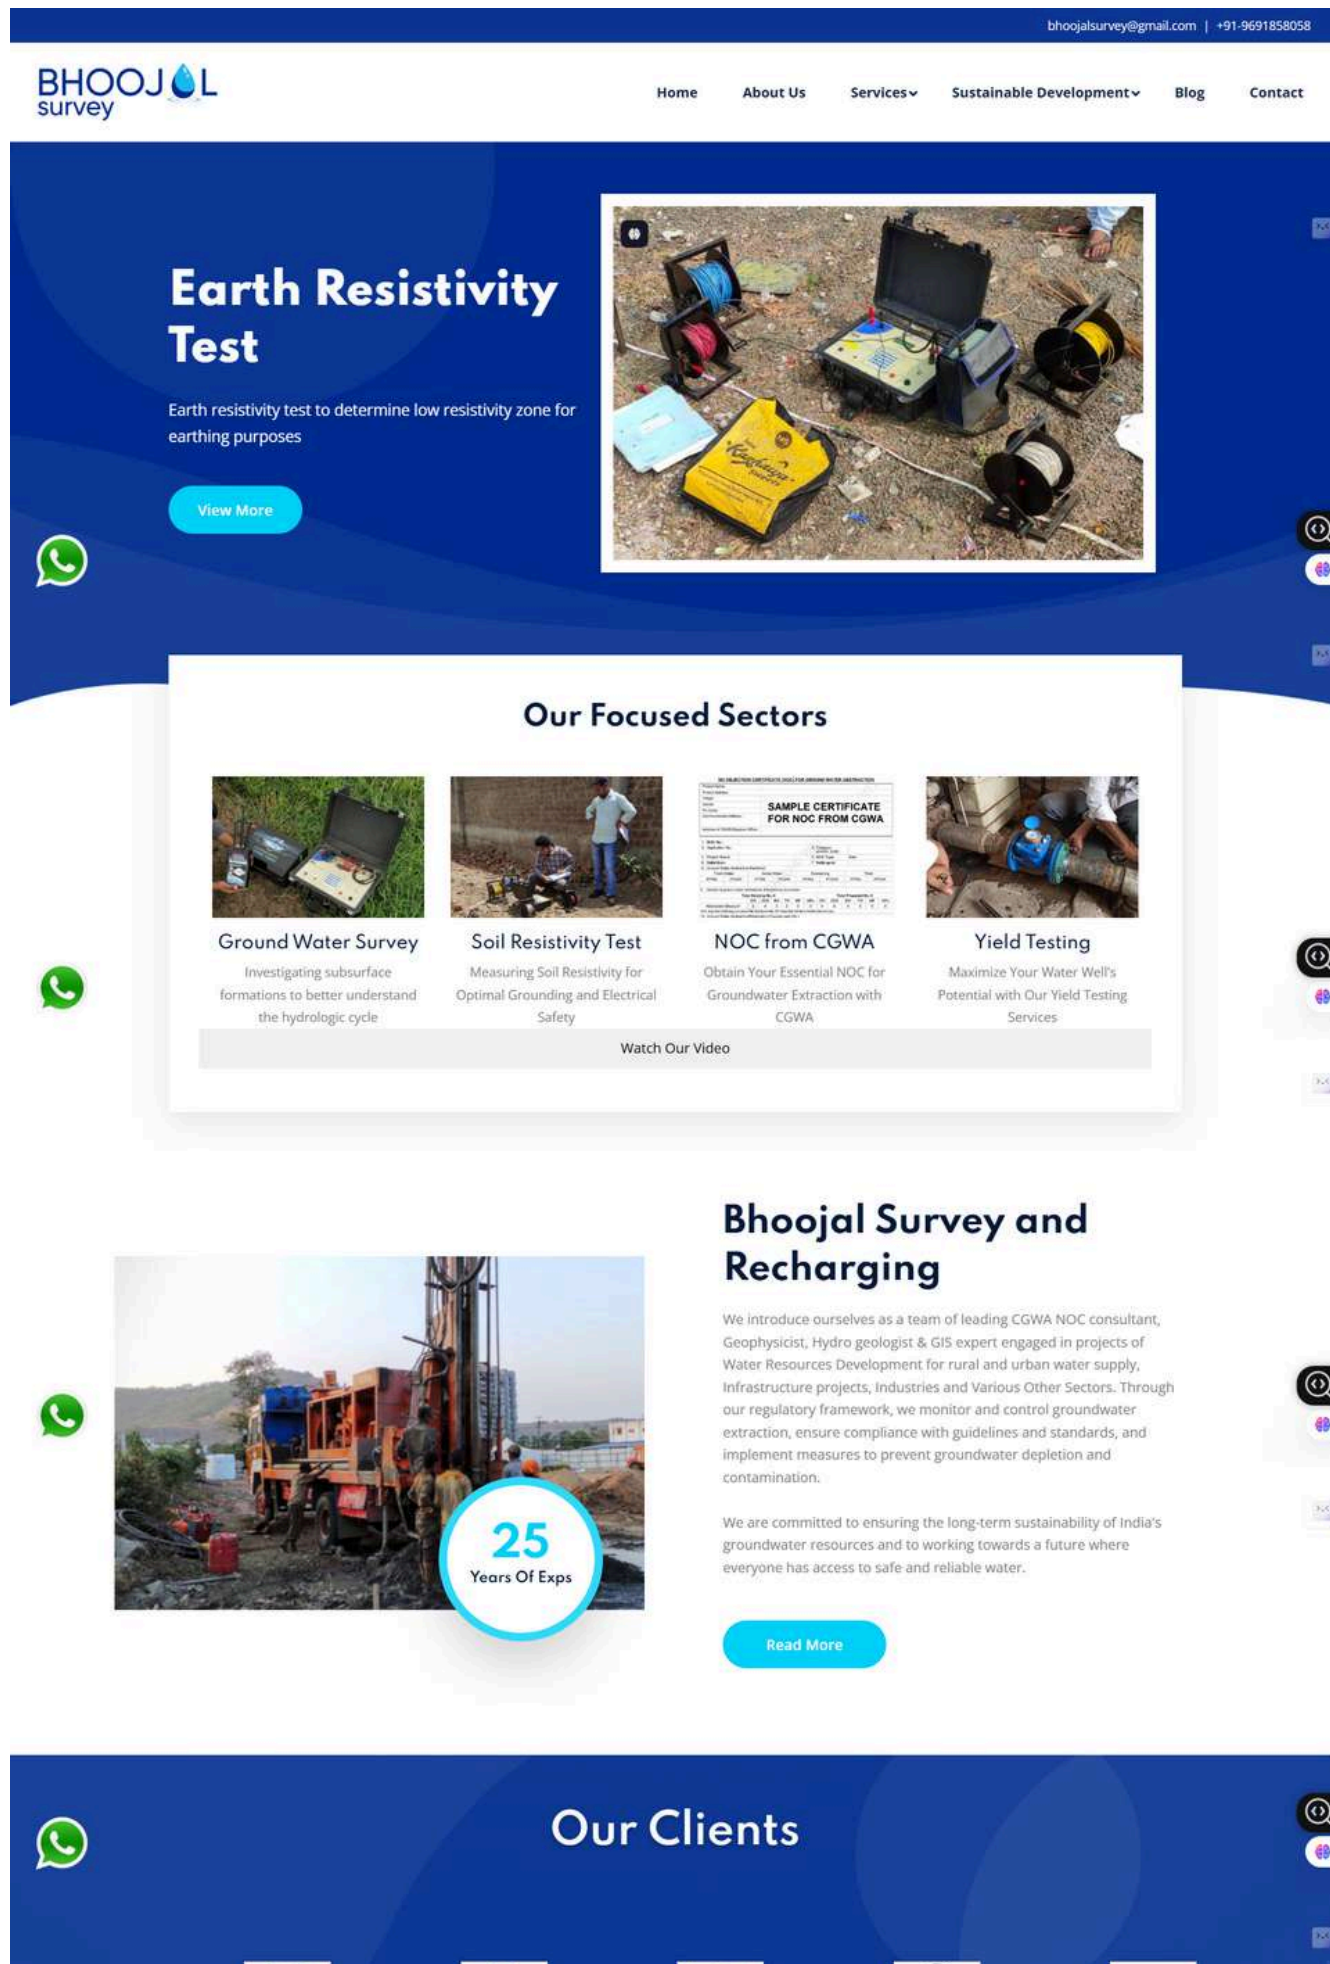 bhoojalsurvey@gmail.com | +91-9691858058
BHOOJAL
survey
Home About Us Services Sustainable Development Blog Contact
Earth Resistivity
Test
Earth resistivity test to determine low resistivity zone for
earthing purposes
View More
Kanhaiya
Our Focused Sectors
SAMPLE CERTIFICATE
FOR NOC FROM CGWA
Ground Water Survey
Investigating subsurface
formations to better understand
the hydrologic cycle
Soil Resistivity Test
Measuring Soil Resistivity for
Optimal Grounding and Electrical
Safety
NOC from CGWA
Obtain Your Essential NOC for
Groundwater Extraction with
CGWA
Yield Testing
Maximize Your Water Well's
Potential with Our Yield Testing
Services
Watch Our Video
Bhoojal Survey and
Recharging
We introduce ourselves as a team of leading CGWA NOC consultant,
Geophysicist, Hydro geologist & GIS expert engaged in projects of
Water Resources Development for rural and urban water supply,
Infrastructure projects, Industries and Various Other Sectors. Through
our regulatory framework, we monitor and control groundwater
extraction, ensure compliance with guidelines and standards, and
implement measures to prevent groundwater depletion and
contamination.
We are committed to ensuring the long-term sustainability of India's
groundwater resources and to working towards a future where
everyone has access to safe and reliable water.
25
Years Of Exps
Read More
Our Clients